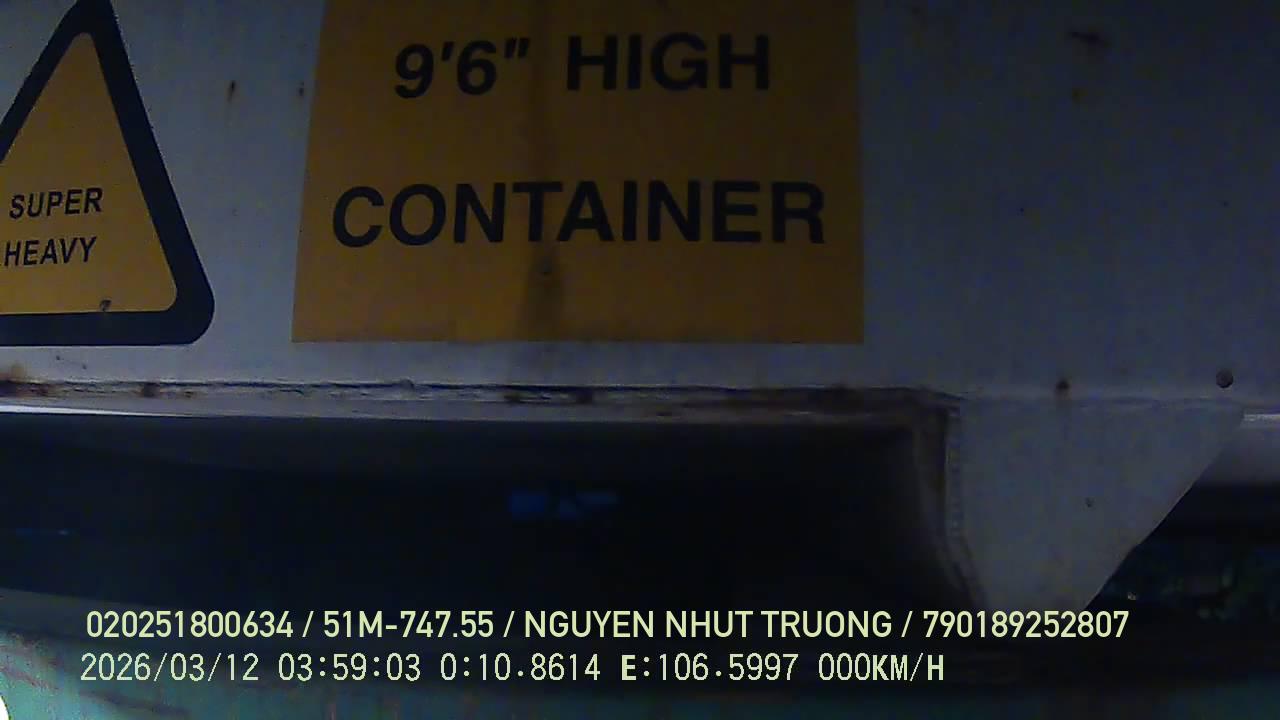 9'6" HIGH
CONTAINER
SUPER
HEAVY
020251800634 / 51M-747.55 / NGUYEN NHUT TRUONG / 790189252807
2026/03/12 03:59:03 0:10.8614 E:106.5997 000KM/H